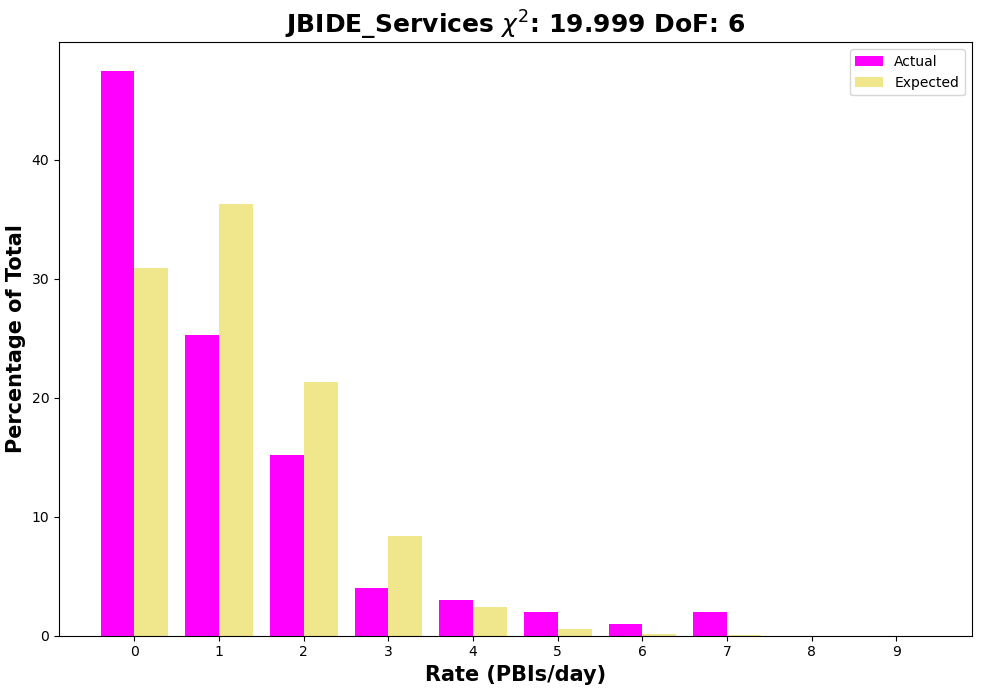 JBIDE_Services χ²: 19.999 DoF: 6
Actual
Expected
Percentage of Total
40
30
20
10
0
0 1 2 3 4 5 6 7 8 9
Rate (PBIs/day)